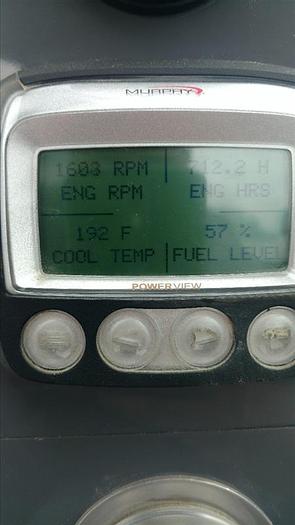 MURPHY
1603 RPM 712.2 H
ENG RPM ENG HRS
192 F 57 %
COOL TEMP FUEL LEVEL
POWERVIEW